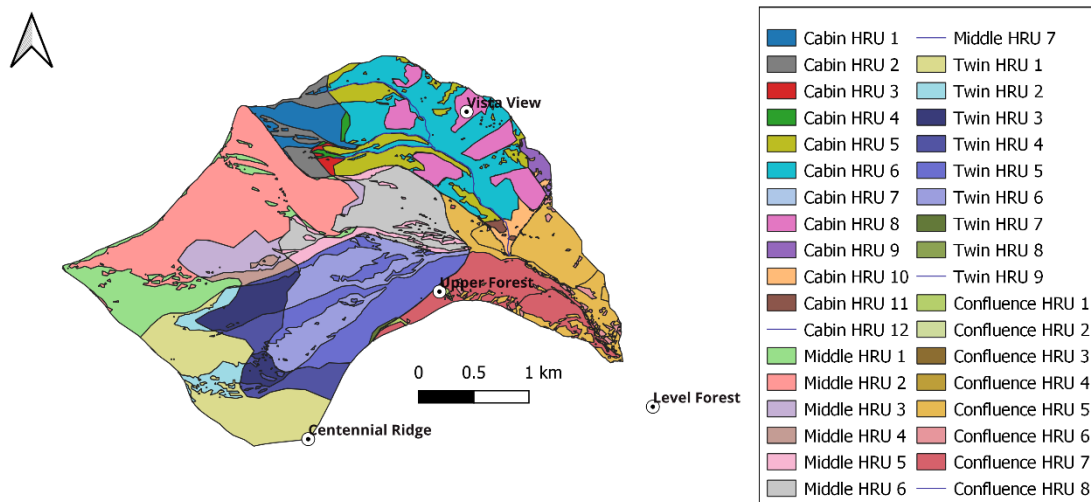 Vista View
Upper Forest
0 0.5 1 km
Level Forest
Centennial Ridge
Cabin HRU 1
Cabin HRU 2
Cabin HRU 3
Cabin HRU 4
Cabin HRU 5
Cabin HRU 6
Cabin HRU 7
Cabin HRU 8
Cabin HRU 9
Cabin HRU 10
Cabin HRU 11
Cabin HRU 12
Middle HRU 1
Middle HRU 2
Middle HRU 3
Middle HRU 4
Middle HRU 5
Middle HRU 6
Middle HRU 7
Twin HRU 1
Twin HRU 2
Twin HRU 3
Twin HRU 4
Twin HRU 5
Twin HRU 6
Twin HRU 7
Twin HRU 8
Twin HRU 9
Confluence HRU 1
Confluence HRU 2
Confluence HRU 3
Confluence HRU 4
Confluence HRU 5
Confluence HRU 6
Confluence HRU 7
Confluence HRU 8